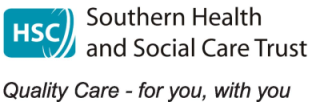 HSC
Southern Health
and Social Care Trust
Quality Care - for you, with you